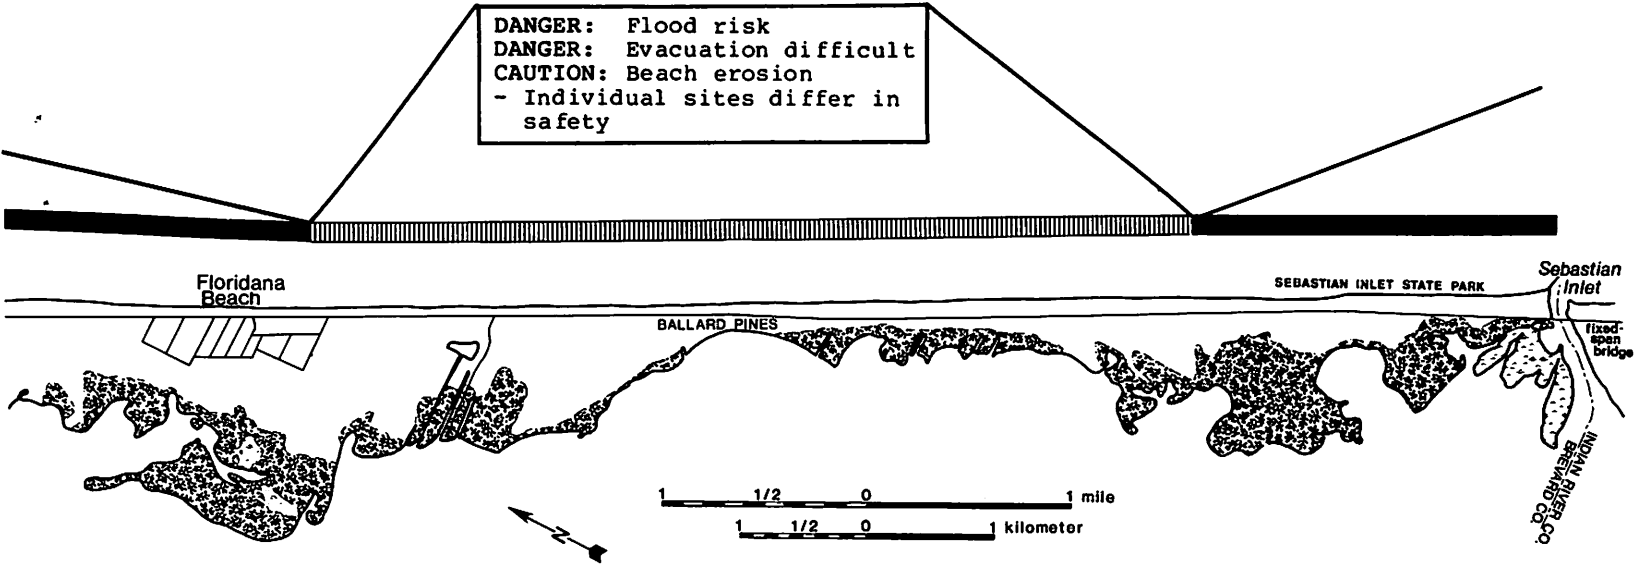 DANGER: Flood risk
DANGER: Evacuation difficult
CAUTION: Beach erosion
- Individual sites differ in
safety
Floridana
Beach
SEBASTIAN INLET STATE PARK
Sebastian
Inlet
BALLARD PINES
fixed-
span
bridge
INDIAN RIVER CO.
BREVARD CO.
1 1/2 0 1 mile
1 1/2 0 1 kilometer
N